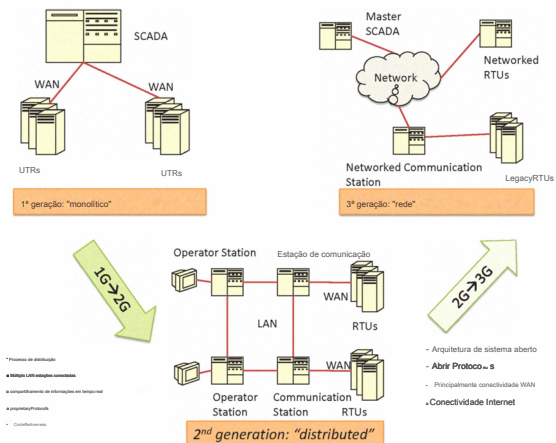 SCADA
WAN
WAN
UTRs
UTRs
1ª geração: "monolítico"
Master
SCADA
Network
Networked
RTUs
Networked Communication
Station
LegacyRTUs
3ª geração: "rede"
1G→2G
Operator Station
Estação de comunicação
WAN
RTUs
LAN
WAN
Operator
Station
Communication
Station
RTUs
2nd generation: "distributed"
- Processo de distribuição
Múltiplo LAN-estações conectadas
compartilhamento de informações em tempo real
proprietaryProtocolls
2G→3G
- Arquitetura de sistema aberto
- Abrir Protoco s
- Principalmente conectividade WAN
Conectividade Internet